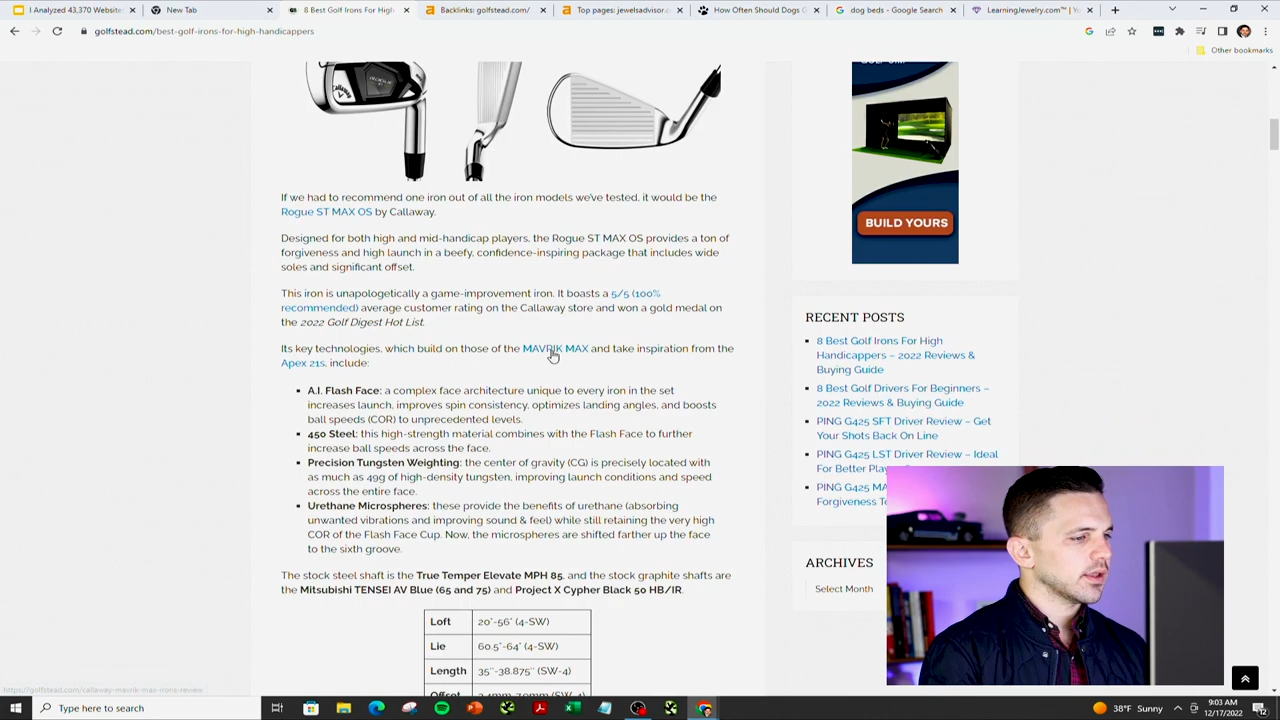 I Analyzed 43,370 Website
New Tab
8 Best Golf Irons For High
Backlinks: golfstead.com/
Top pages: jewelsadvisor.c
How Often Should Dogs
dog beds - Google Search
LearningJewelry.com™ | Yo
golfstead.com/best-golf-irons-for-high-handicappers
Other bookmarks
If we had to recommend one iron out of all the iron models we've tested, it would be the
Rogue ST MAX OS by Callaway.
Designed for both high and mid-handicap players, the Rogue ST MAX OS provides a ton of
forgiveness and high launch in a beefy, confidence-inspiring package that includes wide
soles and significant offset.
This iron is unapologetically a game-improvement iron. It boasts a 5/5 (100%
recommended) average customer rating on the Callaway store and won a gold medal on
the 2022 Golf Digest Hot List.
Its key technologies, which build on those of the MAVRIK MAX and take inspiration from the
Apex 21s, include:
A.I. Flash Face: a complex face architecture unique to every iron in the set
increases launch, improves spin consistency, optimizes landing angles, and boosts
ball speeds (COR) to unprecedented levels.
450 Steel: this high-strength material combines with the Flash Face to further
increase ball speeds across the face.
Precision Tungsten Weighting: the center of gravity (CG) is precisely located with
as much as 49g of high-density tungsten, improving launch conditions and speed
across the entire face.
Urethane Microspheres: these provide the benefits of urethane (absorbing
unwanted vibrations and improving sound & feel) while still retaining the very high
COR of the Flash Face Cup. Now, the microspheres are shifted farther up the face
to the sixth groove.
The stock steel shaft is the True Temper Elevate MPH 85, and the stock graphite shafts are
the Mitsubishi TENSEI AV Blue (65 and 75) and Project X Cypher Black 50 HB/IR.
Loft 20°-56° (4-SW)
Lie 60.5°-64° (4-SW)
Length 35"-38.875" (SW-4)
Offset 2.4mm-7.9mm (SW-4)
BUILD YOURS
RECENT POSTS
8 Best Golf Irons For High
Handicappers – 2022 Reviews &
Buying Guide
8 Best Golf Drivers For Beginners –
2022 Reviews & Buying Guide
PING G425 SFT Driver Review – Get
Your Shots Back On Line
PING G425 LST Driver Review – Ideal
For Better
PING G425
Forgiveness
ARCHIVES
Select Month
https://golfstead.com/callaway-mavrik-max-irons-review
Type here to search
38°F Sunny
9:03 AM
12/17/2022
12